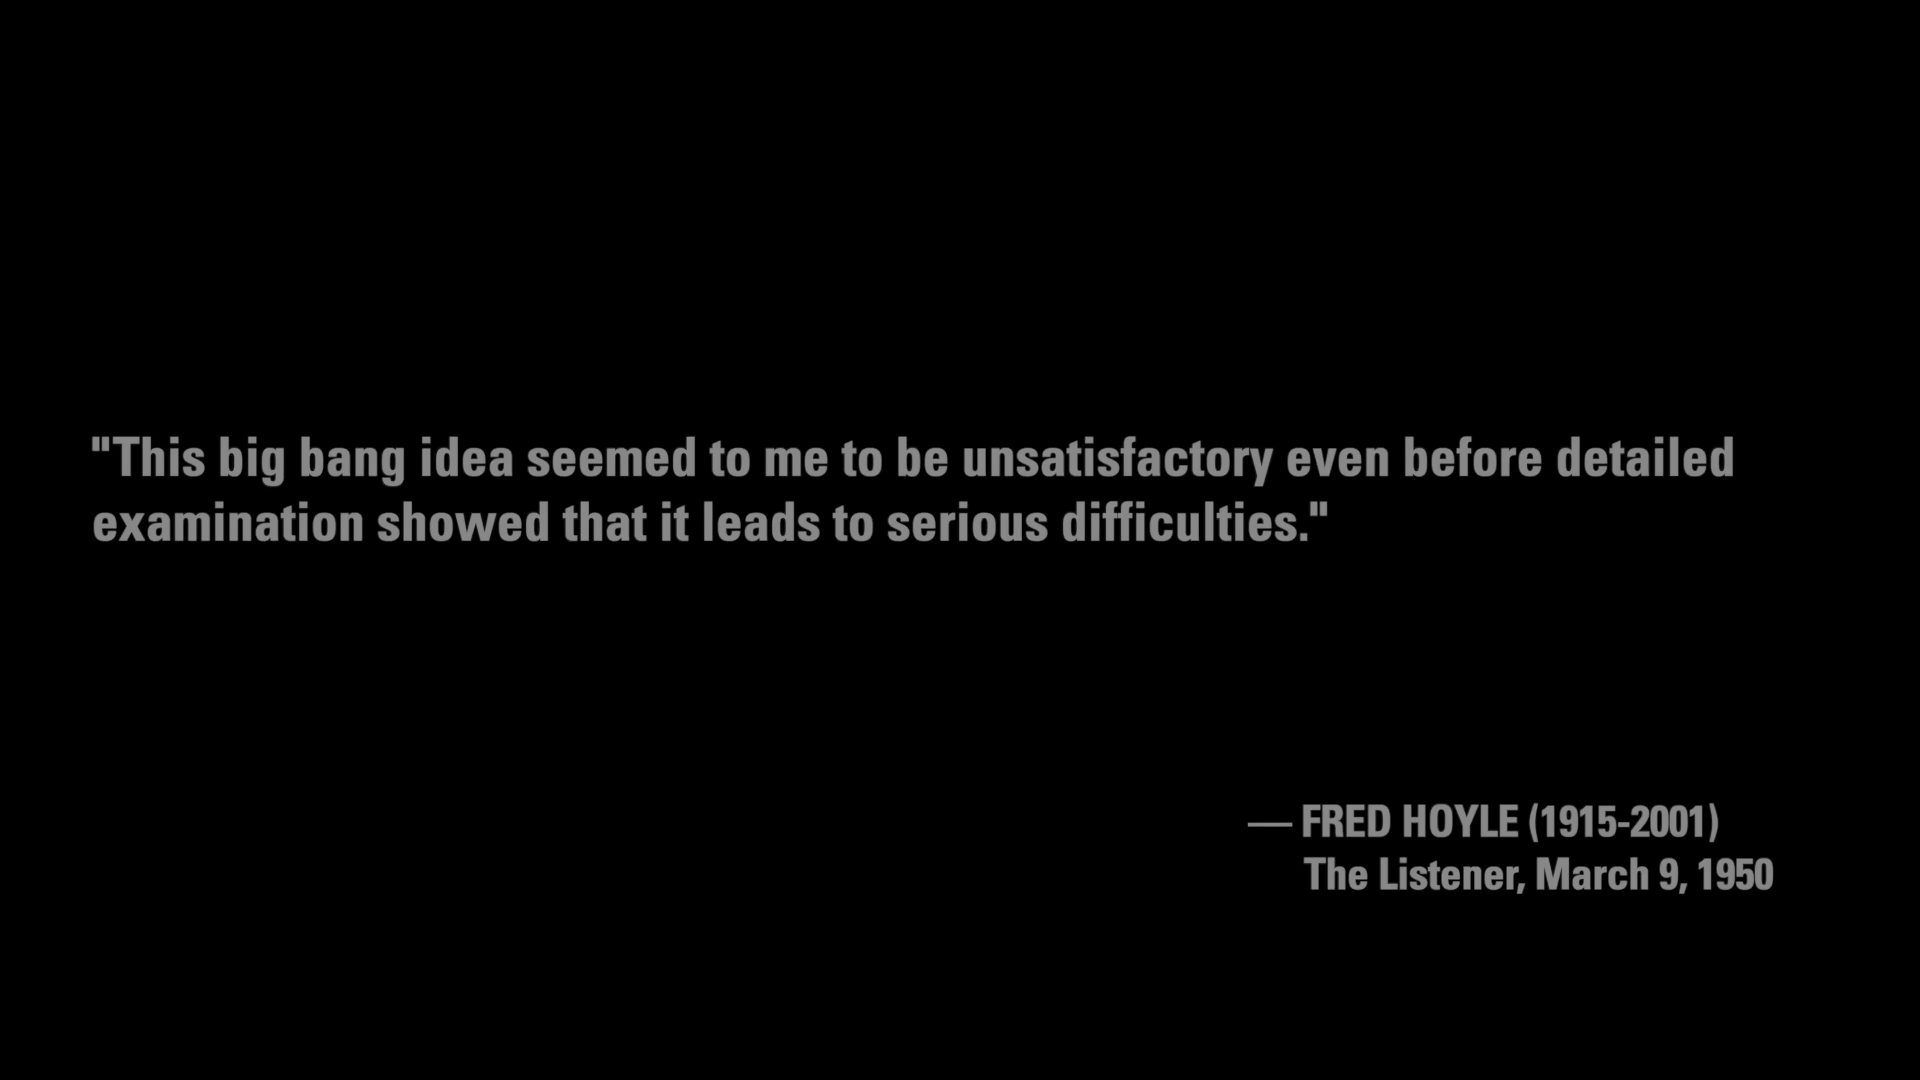 "This big bang idea seemed to me to be unsatisfactory even before detailed
examination showed that it leads to serious difficulties."
— FRED HOYLE (1915-2001)
The Listener, March 9, 1950